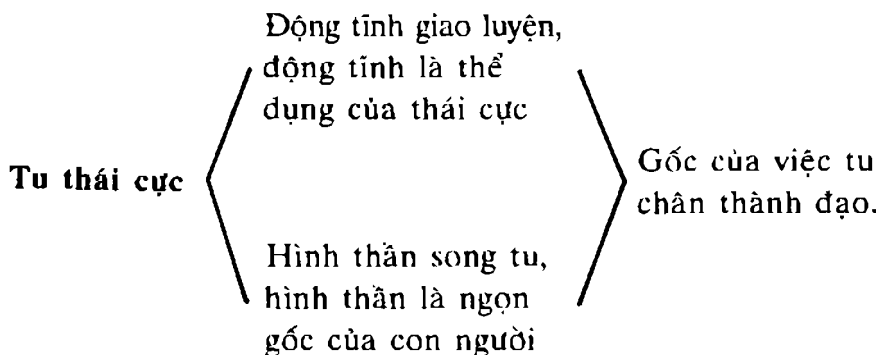 Động tĩnh giao luyện,
động tĩnh là thể
dụng của thái cực
Tu thái cực
Hình thần song tu,
hình thần là ngọn
gốc của con người
Gốc của việc tu
chân thành đạo.